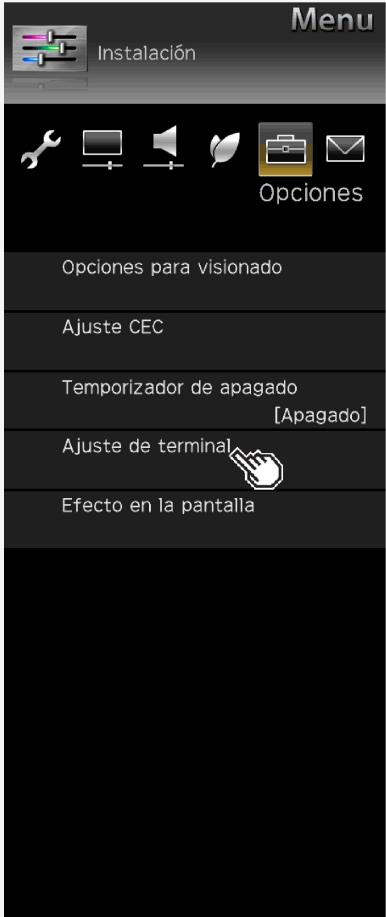 Menu
Instalación
Opciones
Opciones para visionado
Ajuste CEC
Temporizador de apagado
[Apagado]
Ajuste de terminal
Efecto en la pantalla